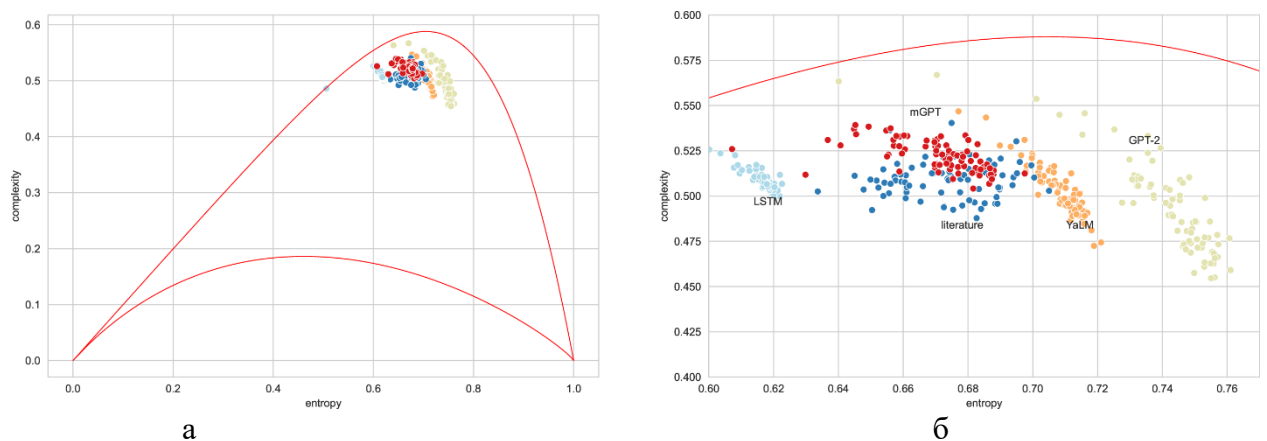 0.6
0.5
0.4
0.3
0.2
0.1
0.0
complexity
0.0 0.2 0.4 0.6 0.8 1.0
entropy
а
0.600
0.575
0.550
0.525
0.500
0.475
0.450
0.425
0.400
complexity
mGPT
GPT-2
LSTM
literature
YaLM
0.60 0.62 0.64 0.66 0.68 0.70 0.72 0.74 0.76
entropy
б